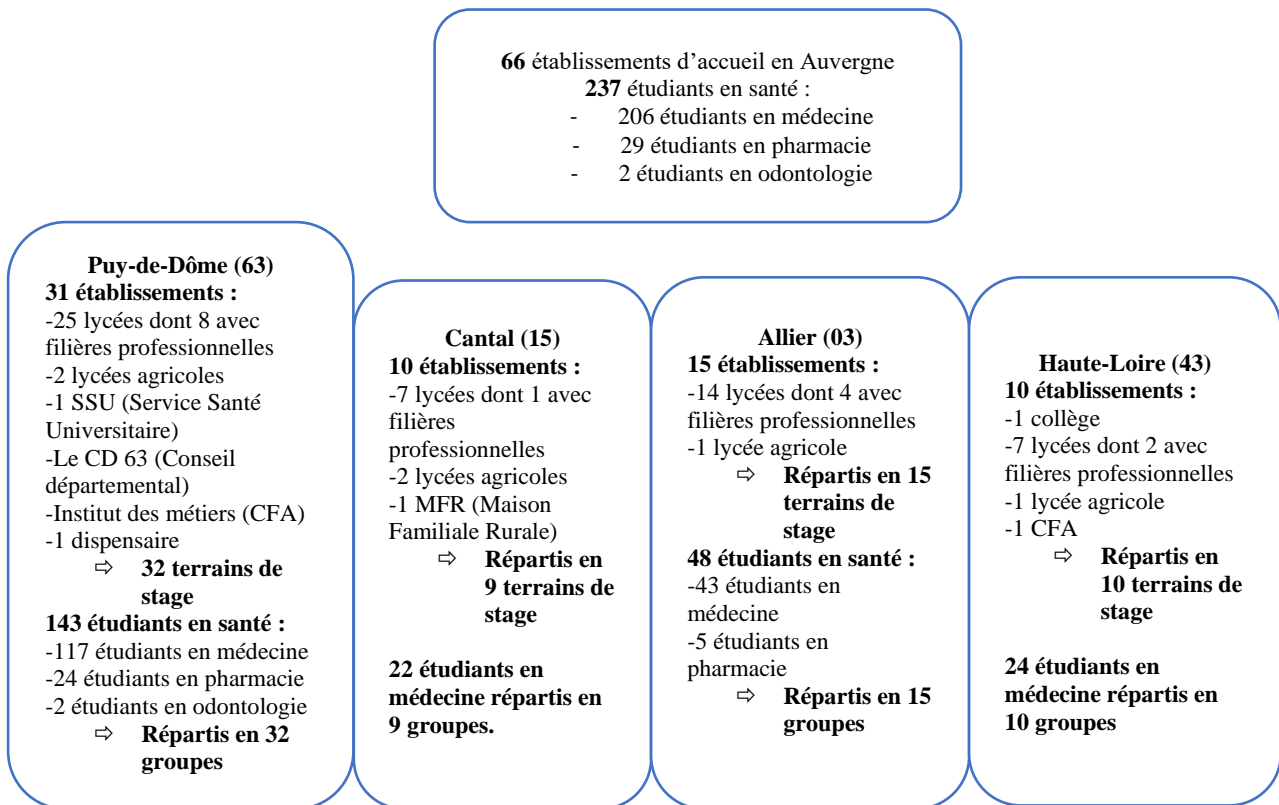 66 établissements d’accueil en Auvergne
237 étudiants en santé :
- 206 étudiants en médecine
- 29 étudiants en pharmacie
- 2 étudiants en odontologie
Puy-de-Dôme (63)
31 établissements :
-25 lycées dont 8 avec
filières professionnelles
-2 lycées agricoles
-1 SSU (Service Santé
Universitaire)
-Le CD 63 (Conseil
départemental)
-Institut des métiers (CFA)
-1 dispensaire
⇨ 32 terrains de
stage
143 étudiants en santé :
-117 étudiants en médecine
-24 étudiants en pharmacie
-2 étudiants en odontologie
⇨ Répartis en 32
groupes
Cantal (15)
10 établissements :
-7 lycées dont 1 avec
filières
professionnelles
-2 lycées agricoles
-1 MFR (Maison
Familiale Rurale)
⇨ Répartis en
9 terrains de
stage
22 étudiants en
médecine répartis en
9 groupes.
Allier (03)
15 établissements :
-14 lycées dont 4 avec
filières professionnelles
-1 lycée agricole
⇨ Répartis en 15
terrains de
stage
48 étudiants en santé :
-43 étudiants en
médecine
-5 étudiants en
pharmacie
⇨ Répartis en 15
groupes
Haute-Loire (43)
10 établissements :
-1 collège
-7 lycées dont 2 avec
filières professionnelles
-1 lycée agricole
-1 CFA
⇨ Répartis en
10 terrains de
stage
24 étudiants en
médecine répartis en
10 groupes